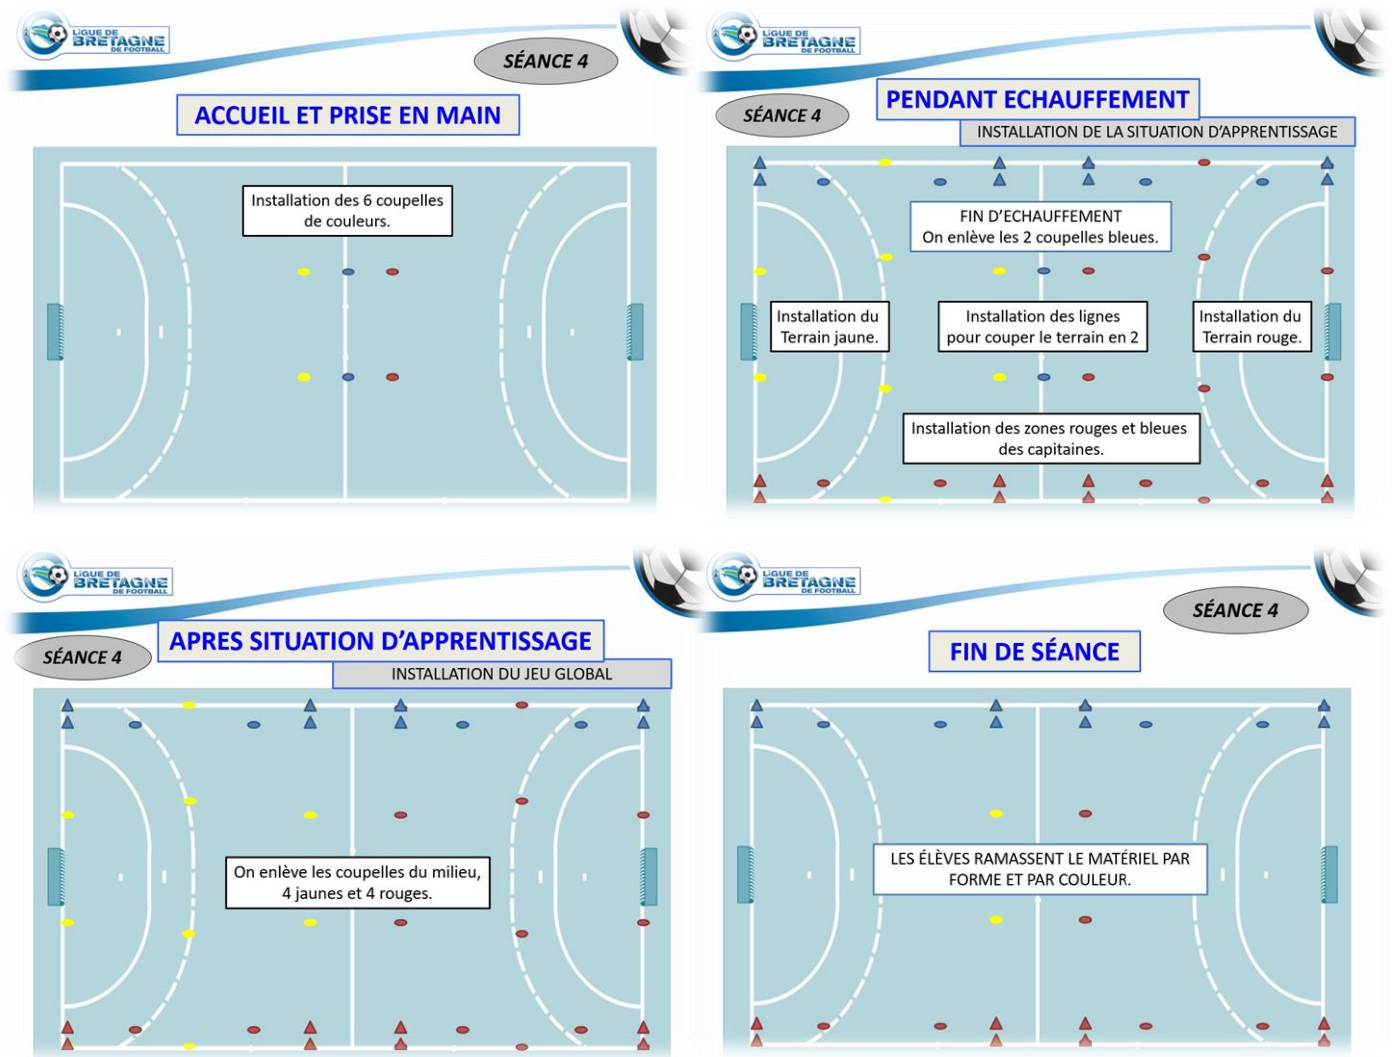 LIGUE DE
BRETAGNE
DE FOOTBALL
SÉANCE 4
ACCUEIL ET PRISE EN MAIN
Installation des 6 coupelles
de couleurs.
LIGUE DE
BRETAGNE
DE FOOTBALL
PENDANT ECHAUFFEMENT
SÉANCE 4
INSTALLATION DE LA SITUATION D’APPRENTISSAGE
FIN D’ECHAUFFEMENT
On enlève les 2 coupelles bleues.
Installation du
Terrain jaune.
Installation des lignes
pour couper le terrain en 2
Installation du
Terrain rouge.
Installation des zones rouges et bleues
des capitaines.
LIGUE DE
BRETAGNE
DE FOOTBALL
APRES SITUATION D’APPRENTISSAGE
SÉANCE 4
INSTALLATION DU JEU GLOBAL
On enlève les coupelles du milieu,
4 jaunes et 4 rouges.
LIGUE DE
BRETAGNE
DE FOOTBALL
SÉANCE 4
FIN DE SÉANCE
LES ÉLÈVES RAMASSENT LE MATÉRIEL PAR
FORME ET PAR COULEUR.